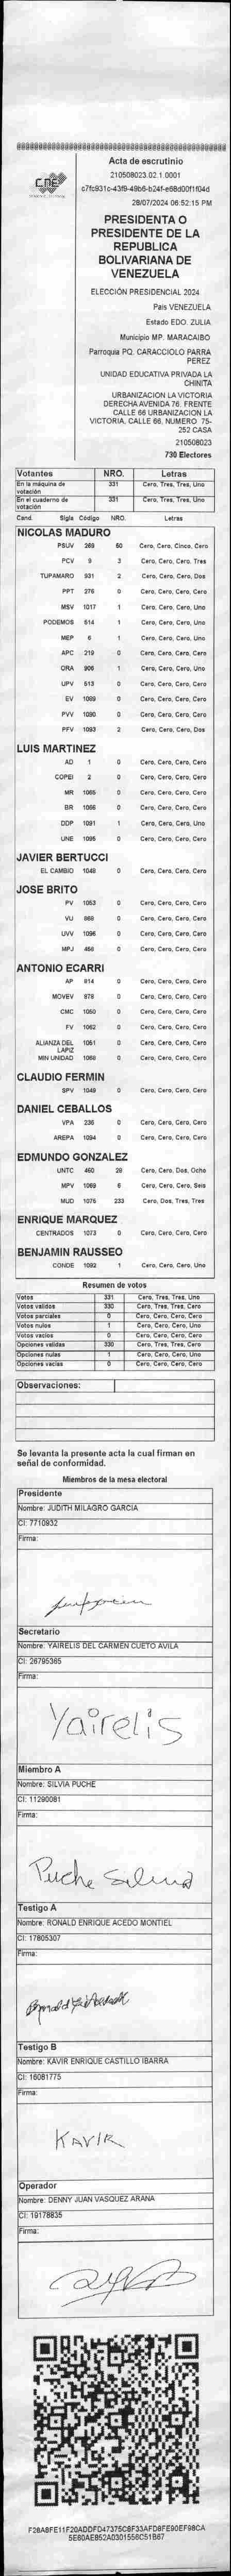 ################################################
CNE
Acta de escrutinio
210508023.02.1.0001
c7fc931c-43f9-49b6-b24f-e68d00f1f04d
28/07/2024 06:52:15 PM
PRESIDENTA O
PRESIDENTE DE LA
REPUBLICA
BOLIVARIANA DE
VENEZUELA
ELECCIÓN PRESIDENCIAL 2024
Pais VENEZUELA
Estado EDO. ZULIA
Municipio MP. MARACAIBO
Parroquia PQ. CARACCIOLO PARRA
PEREZ
UNIDAD EDUCATIVA PRIVADA LA
CHINITA
URBANIZACION LA VICTORIA
DERECHA AVENIDA 76. FRENTE
CALLE 66 URBANIZACION LA
VICTORIA, CALLE 66, NUMERO 75-
252 CASA
210508023
730 Electores
Votantes NRO. Letras
En la máquina de votación 331 Cero, Tres, Tres, Uno
En el cuaderno de votación 331 Cero, Tres, Tres, Uno
Cand. Sigla Código NRO. Letras
NICOLAS MADURO
PSUV 269 50 Cero, Cero, Cinco, Cero
PCV 9 3 Cero, Cero, Cero, Tres
TUPAMARO 931 2 Cero, Cero, Cero, Dos
PPT 276 0 Cero, Cero, Cero, Cero
MSV 1017 1 Cero, Cero, Cero, Uno
PODEMOS 514 1 Cero, Cero, Cero, Uno
MEP 6 1 Cero, Cero, Cero, Uno
APC 219 0 Cero, Cero, Cero, Cero
ORA 906 1 Cero, Cero, Cero, Uno
UPV 513 0 Cero, Cero, Cero, Cero
EV 1089 0 Cero, Cero, Cero, Cero
PVV 1090 0 Cero, Cero, Cero, Cero
PFV 1093 2 Cero, Cero, Cero, Dos
LUIS MARTINEZ
AD 1 0 Cero, Cero, Cero, Cero
COPEI 2 0 Cero, Cero, Cero, Cero
MR 1065 0 Cero, Cero, Cero, Cero
BR 1066 0 Cero, Cero, Cero, Cero
DDP 1091 1 Cero, Cero, Cero, Uno
UNE 1095 0 Cero, Cero, Cero, Cero
JAVIER BERTUCCI
EL CAMBIO 1048 0 Cero, Cero, Cero, Cero
JOSE BRITO
PV 1053 0 Cero, Cero, Cero, Cero
VU 868 0 Cero, Cero, Cero, Cero
UVV 1096 0 Cero, Cero, Cero, Cero
MPJ 456 0 Cero, Cero, Cero, Cero
ANTONIO ECARRI
AP 814 0 Cero, Cero, Cero, Cero
MOVEV 878 0 Cero, Cero, Cero, Cero
CMC 1050 0 Cero, Cero, Cero, Cero
FV 1062 0 Cero, Cero, Cero, Cero
ALIANZA DEL LAPIZ 1051 0 Cero, Cero, Cero, Cero
MIN UNIDAD 1068 0 Cero, Cero, Cero, Cero
CLAUDIO FERMIN
SPV 1049 0 Cero, Cero, Cero, Cero
DANIEL CEBALLOS
VPA 236 0 Cero, Cero, Cero, Cero
AREPA 1094 0 Cero, Cero, Cero, Cero
EDMUNDO GONZALEZ
UNTC 460 28 Cero, Cero, Dos, Ocho
MPV 1069 6 Cero, Cero, Cero, Seis
MUD 1076 233 Cero, Dos, Tres, Tres
ENRIQUE MARQUEZ
CENTRADOS 1073 0 Cero, Cero, Cero, Cero
BENJAMIN RAUSSEO
CONDE 1092 1 Cero, Cero, Cero, Uno
Resumen de votos
Votos 331 Cero, Tres, Tres, Uno
Votos validos 330 Cero, Tres, Tres, Cero
Votos parciales 0 Cero, Cero, Cero, Cero
Votos nulos 1 Cero, Cero, Cero, Uno
Votos vacios 0 Cero, Cero, Cero, Cero
Opciones validas 330 Cero, Tres, Tres, Cero
Opciones nulas 1 Cero, Cero, Cero, Uno
Opciones vacias 0 Cero, Cero, Cero, Cero
Observaciones:
Se levanta la presente acta la cual firman en
señal de conformidad.
Miembros de la mesa electoral
Presidente
Nombre: JUDITH MILAGRO GARCIA
CI: 7710932
Firma:
Secretario
Nombre: YAIRELIS DEL CARMEN CUETO AVILA
CI: 26795365
Firma:
Yairelis
Miembro A
Nombre: SILVIA PUCHE
CI: 11290081
Firma:
Puche Silvia
Testigo A
Nombre: RONALD ENRIQUE ACEDO MONTIEL
CI: 17805307
Firma:
Testigo B
Nombre: KAVIR ENRIQUE CASTILLO IBARRA
CI: 16081775
Firma:
KAVIR
Operador
Nombre: DENNY JUAN VASQUEZ ARANA
CI: 19178835
Firma:
F28A8FE11F20ADDFD47375C8F33AFD8FE90EF98CA
5E80AE852A0301556C51B67